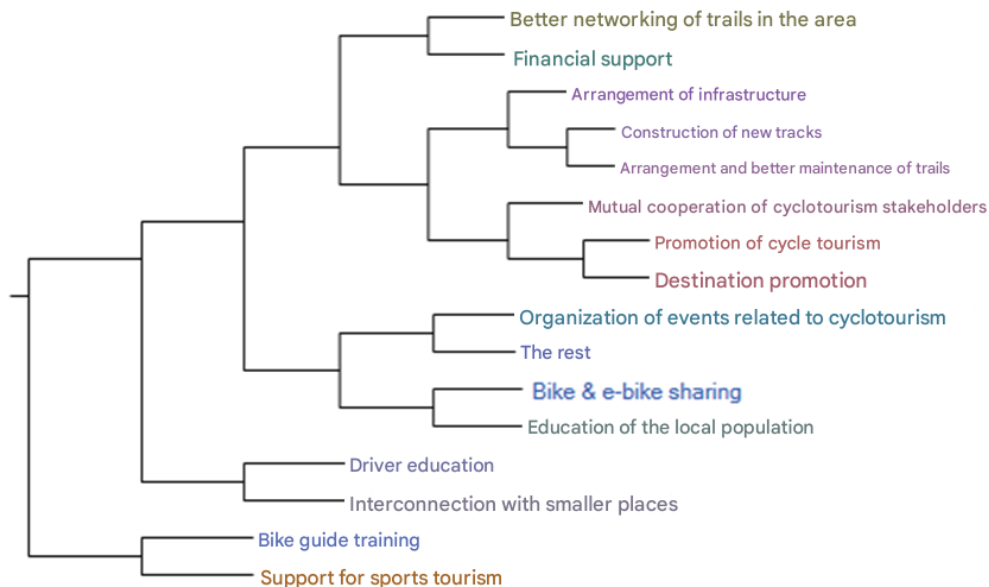 Better networking of trails in the area
Financial support
Arrangement of infrastructure
Construction of new tracks
Arrangement and better maintenance of trails
Mutual cooperation of cyclotourism stakeholders
Promotion of cycle tourism
Destination promotion
Organization of events related to cyclotourism
The rest
Bike & e-bike sharing
Education of the local population
Driver education
Interconnection with smaller places
Bike guide training
Support for sports tourism